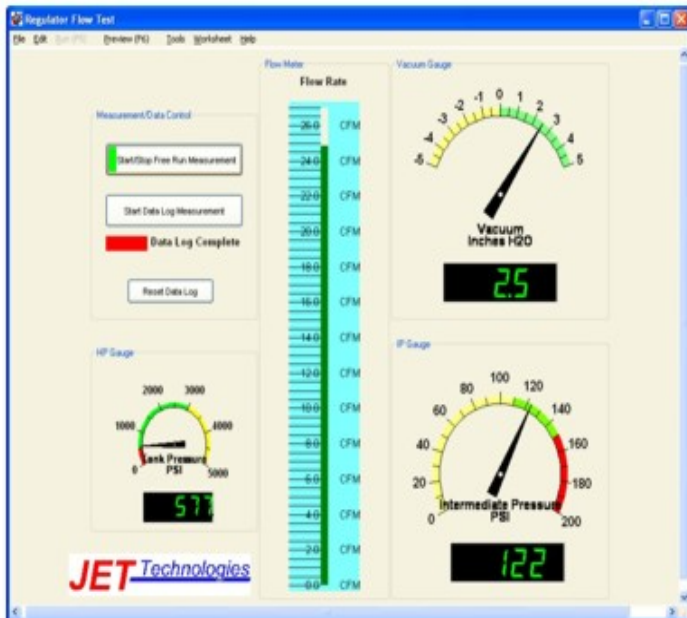 Regulator Flow Test
File Edit Run (F5) Preview (F6) Tools Worksheet Help
Measurement/Data Control
Start/Stop Free Run Measurement
Start Data Log Measurement
Data Log Complete
Reset Data Log
HP Gauge
0 1000 2000 3000 4000 5000
Tank Pressure
PSI
577
JET Technologies
Flow Meter
Flow Rate
26.0 CFM
24.0 CFM
22.0 CFM
20.0 CFM
18.0 CFM
16.0 CFM
14.0 CFM
12.0 CFM
10.0 CFM
8.0 CFM
6.0 CFM
4.0 CFM
2.0 CFM
0.0 CFM
Vacuum Gauge
-5 -4 -3 -2 -1 0 1 2 3 4 5
Vacuum
Inches H2O
2.5
IP Gauge
0 20 40 60 80 100 120 140 160 180 200
Intermediate Pressure
PSI
122